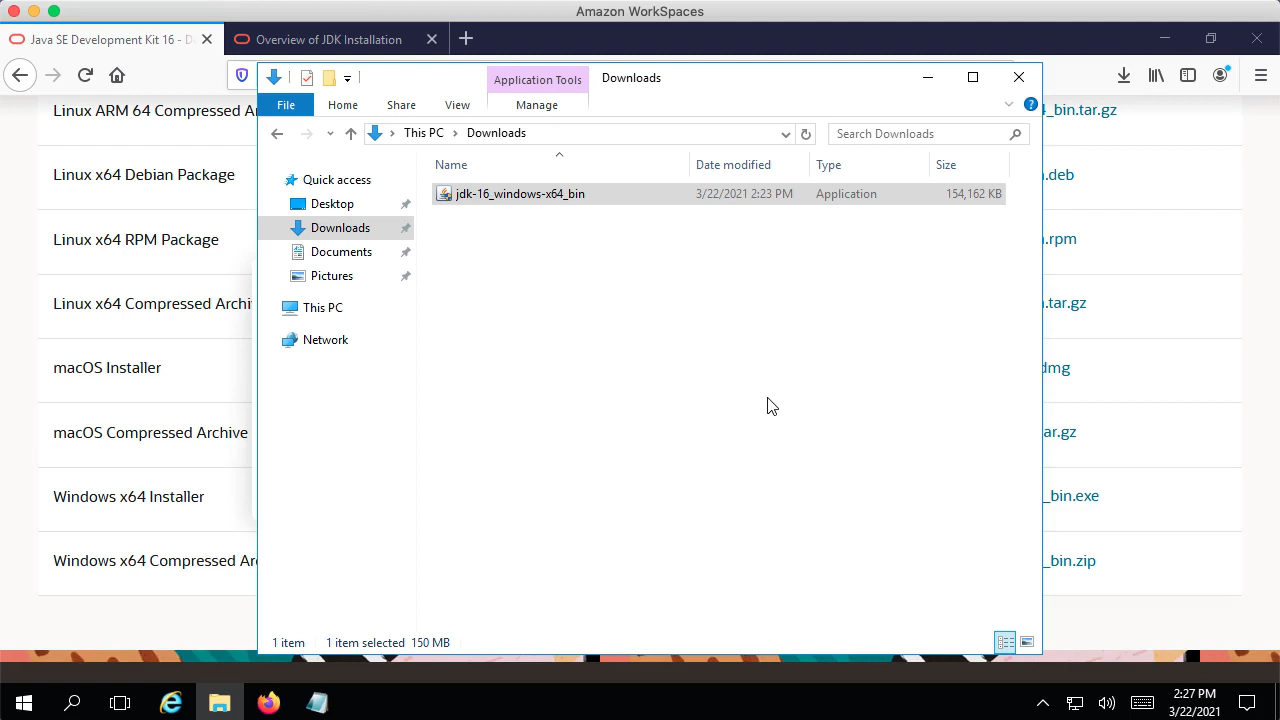 Amazon WorkSpaces
Java SE Development Kit 16 - D
Overview of JDK Installation
Application Tools
Downloads
File
Home
Share
View
Manage
This PC
Downloads
Search Downloads
Name
Date modified
Type
Size
Quick access
Desktop
Downloads
Documents
Pictures
This PC
Network
jdk-16_windows-x64_bin
3/22/2021 2:23 PM
Application
154,162 KB
Linux ARM 64 Compressed Ar
_bin.tar.gz
Linux x64 Debian Package
.deb
Linux x64 RPM Package
.rpm
Linux x64 Compressed Archi
.tar.gz
macOS Installer
dmg
macOS Compressed Archive
ar.gz
Windows x64 Installer
_bin.exe
Windows x64 Compressed Ar
_bin.zip
1 item
1 item selected 150 MB
2:27 PM
3/22/2021